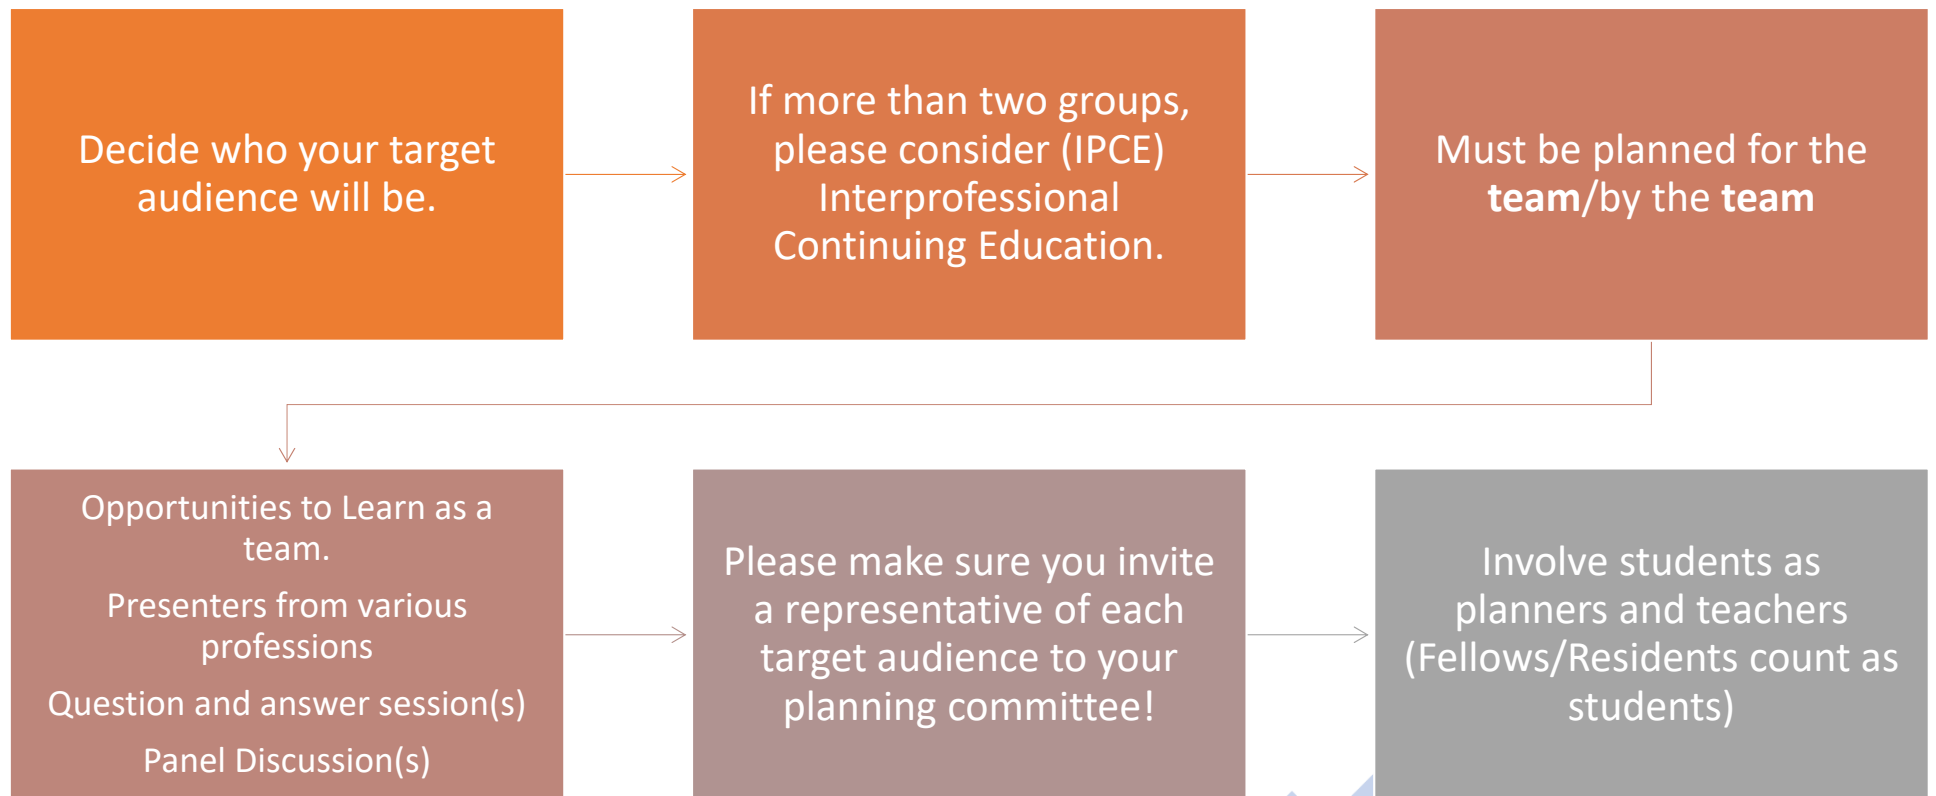 Decide who your target
audience will be.
If more than two groups,
please consider (IPCE)
Interprofessional
Continuing Education.
Must be planned for the
team/by the team
Opportunities to Learn as a
team.
Presenters from various
professions
Question and answer session(s)
Panel Discussion(s)
Please make sure you invite
a representative of each
target audience to your
planning committee!
Involve students as
planners and teachers
(Fellows/Residents count as
students)